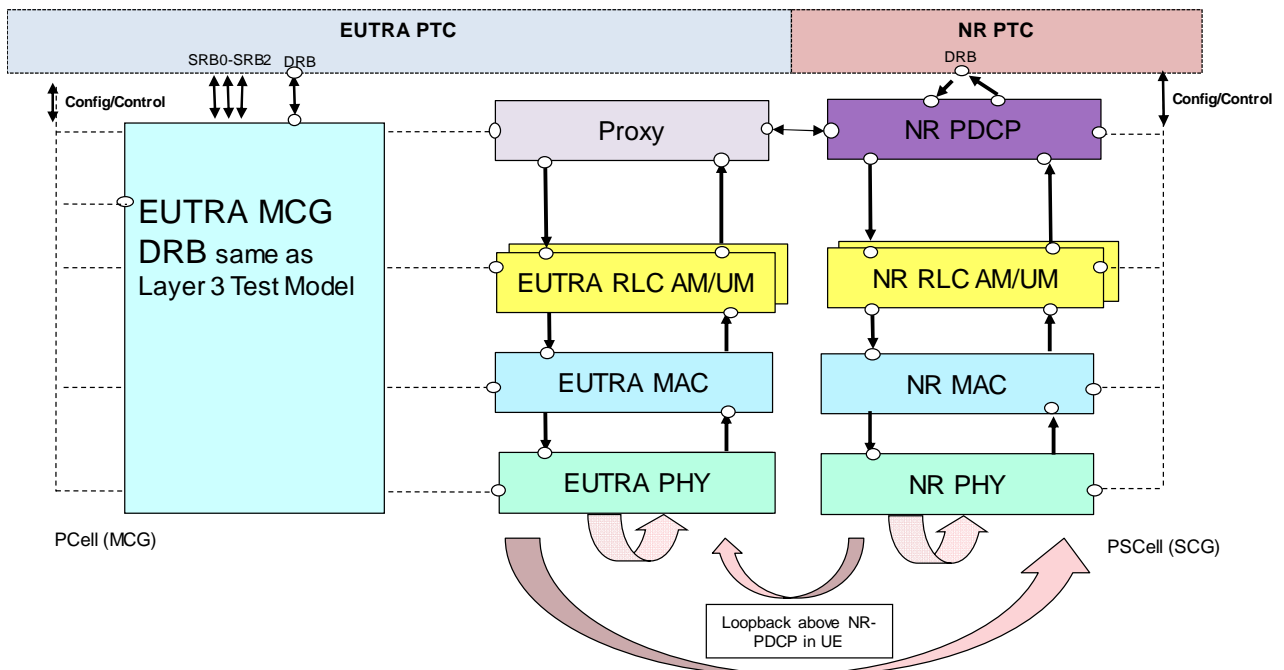 EUTRA PTC
NR PTC
SRB0-SRB2
DRB
DRB
Config/Control
Config/Control
Proxy
NR PDCP
EUTRA MCG
DRB same as
Layer 3 Test Model
EUTRA RLC AM/UM
NR RLC AM/UM
EUTRA MAC
NR MAC
EUTRA PHY
NR PHY
PCell (MCG)
PSCell (SCG)
Loopback above NR-
PDCP in UE